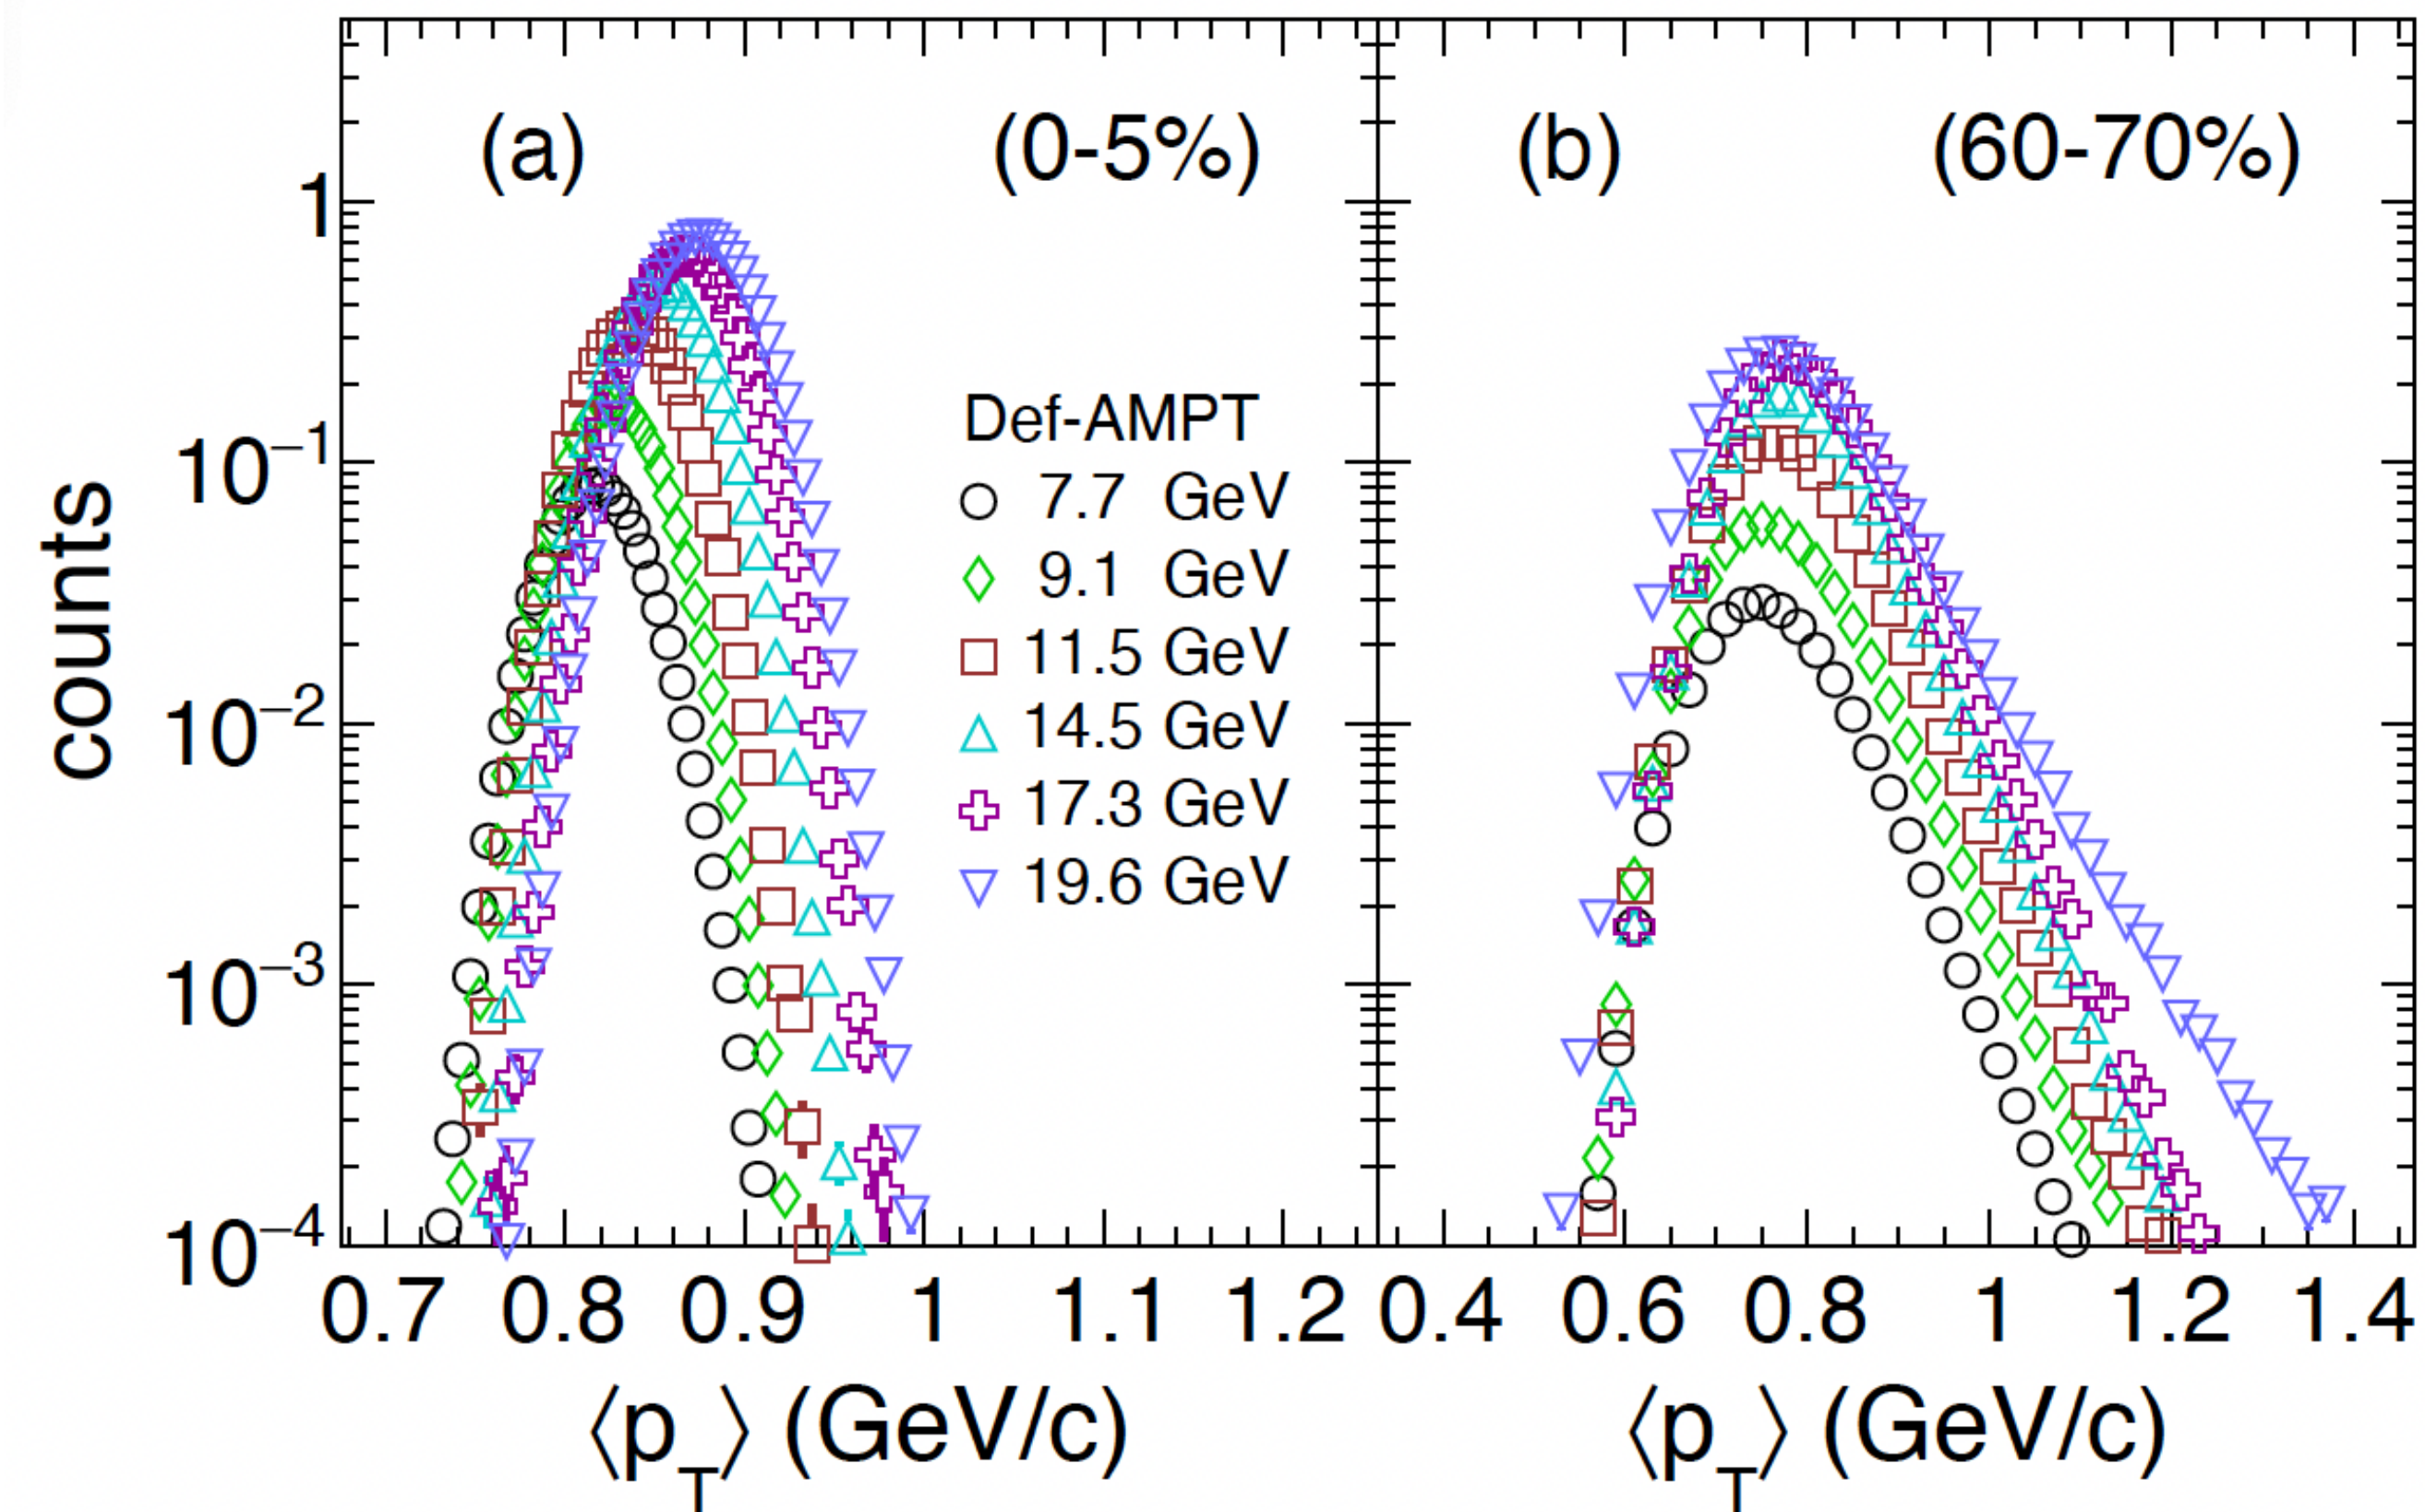 (a) (0-5%)
(b) (60-70%)
counts
1
10⁻¹
10⁻²
10⁻³
10⁻⁴
Def-AMPT
7.7 GeV
9.1 GeV
11.5 GeV
14.5 GeV
17.3 GeV
19.6 GeV
0.7 0.8 0.9 1 1.1 1.2
0.4 0.6 0.8 1 1.2 1.4
⟨p_T⟩ (GeV/c)
⟨p_T⟩ (GeV/c)